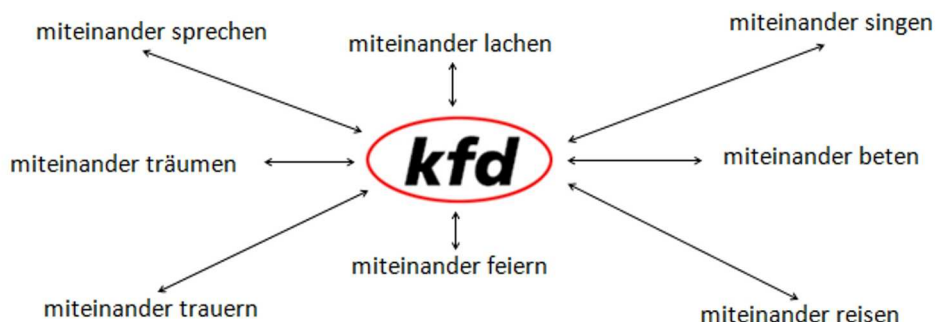 miteinander sprechen
miteinander lachen
miteinander singen
miteinander träumen
kfd
miteinander beten
miteinander feiern
miteinander trauern
miteinander reisen